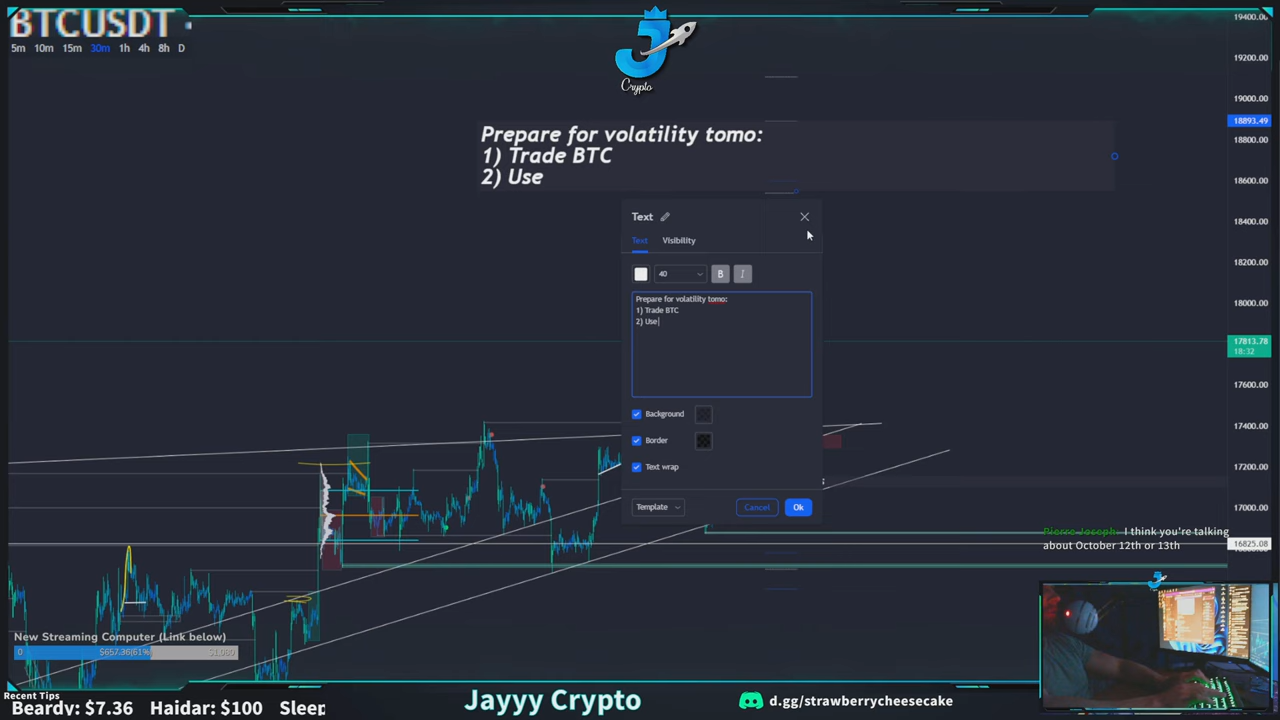 BTCUSDT
5m 10m 15m 30m 1h 4h 8h D
Crypto
19400.00
19200.00
19000.00
18893.49
18800.00
18600.00
18400.00
18200.00
18000.00
17813.78
18:32
17600.00
17400.00
17200.00
17000.00
16825.08
Prepare for volatility tomo:
1) Trade BTC
2) Use
Text
Text Visibility
40 B I
Prepare for volatility tomo:
1) Trade BTC
2) Use
Background
Border
Text wrap
Template Cancel Ok
Pierre Joseph: I think you're talking
about October 12th or 13th
New Streaming Computer (Link below)
0 $657.36(61%)
Recent Tips
Beardy: $7.36 Haidar: $100 Sleep
Jayyy Crypto
d.gg/strawberrycheesecake